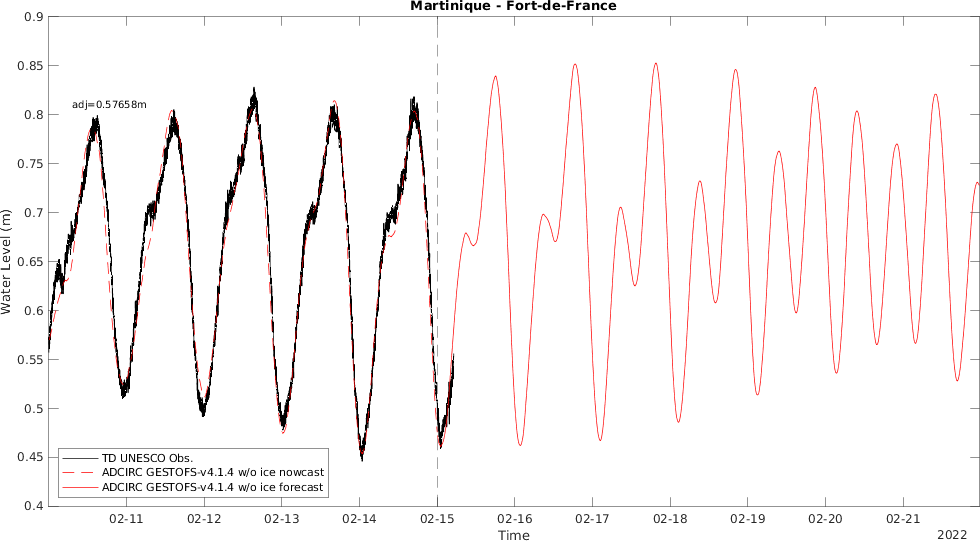 Martinique - Fort-de-France
0.9
0.85
0.8
0.75
0.7
0.65
0.6
0.55
0.5
0.45
0.4
Water Level (m)
adj=0.57658m
TD UNESCO Obs.
ADCIRC GESTOFS-v4.1.4 w/o ice nowcast
ADCIRC GESTOFS-v4.1.4 w/o ice forecast
02-11 02-12 02-13 02-14 02-15 02-16 02-17 02-18 02-19 02-20 02-21
Time
2022